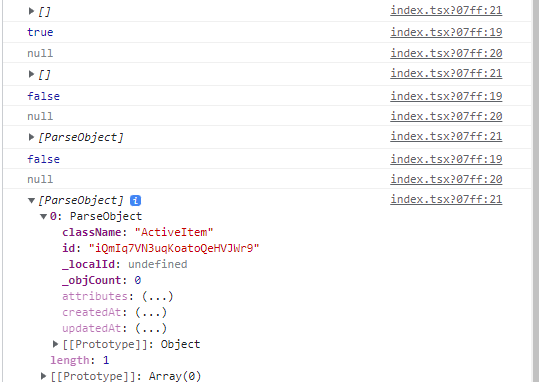 ▶ [] index.tsx?07ff:21
true index.tsx?07ff:19
null index.tsx?07ff:20
▶ [] index.tsx?07ff:21
false index.tsx?07ff:19
null index.tsx?07ff:20
▶ [ParseObject] index.tsx?07ff:21
false index.tsx?07ff:19
null index.tsx?07ff:20
▼ [ParseObject] i index.tsx?07ff:21
▼ 0: ParseObject
className: "ActiveItem"
id: "iQmIq7VN3uqKoatoQeHVJWr9"
_localId: undefined
_objCount: 0
attributes: (...)
createdAt: (...)
updatedAt: (...)
▶ [[Prototype]]: Object
length: 1
▶ [[Prototype]]: Array(0)